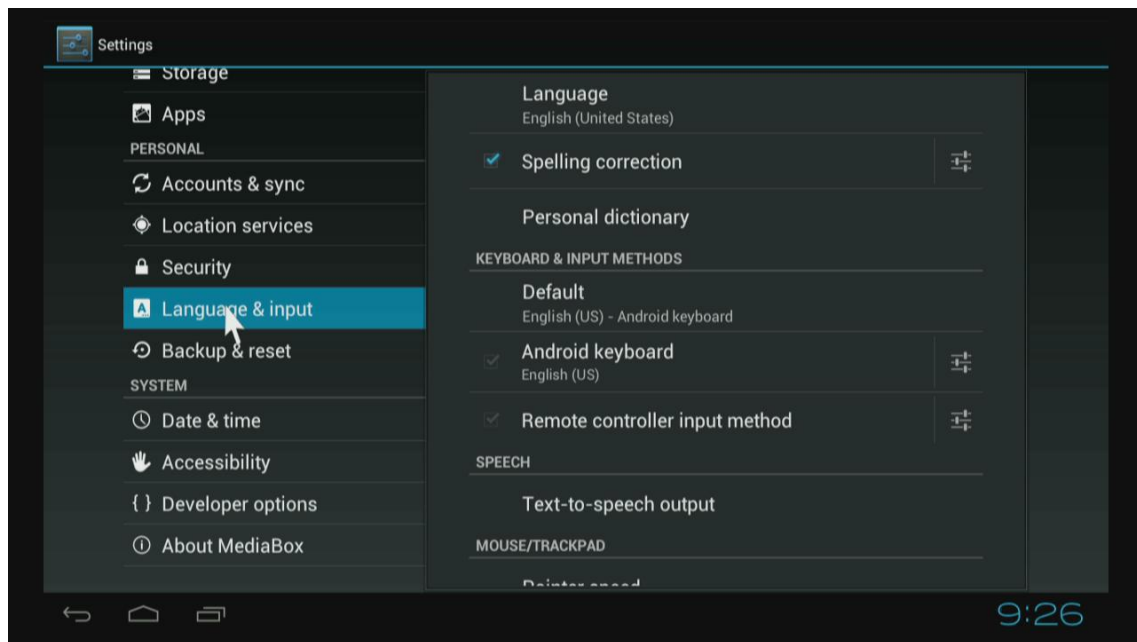 Settings
Storage
Apps
PERSONAL
Accounts & sync
Location services
Security
Language & input
Backup & reset
SYSTEM
Date & time
Accessibility
{ } Developer options
About MediaBox
Language
English (United States)
Spelling correction
Personal dictionary
KEYBOARD & INPUT METHODS
Default
English (US) - Android keyboard
Android keyboard
English (US)
Remote controller input method
SPEECH
Text-to-speech output
MOUSE/TRACKPAD
Pointer speed
9:26